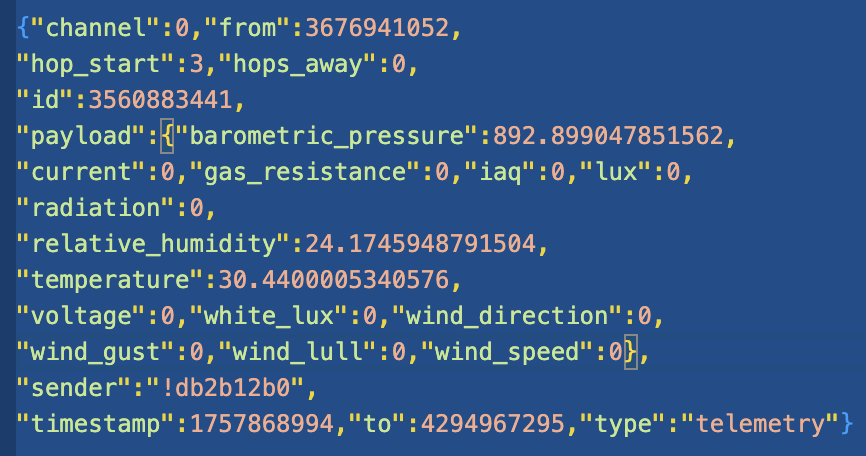 {"channel":0,"from":3676941052,
"hop_start":3,"hops_away":0,
"id":3560883441,
"payload":{"barometric_pressure":892.899047851562,
"current":0,"gas_resistance":0,"iaq":0,"lux":0,
"radiation":0,
"relative_humidity":24.1745948791504,
"temperature":30.4400005340576,
"voltage":0,"white_lux":0,"wind_direction":0,
"wind_gust":0,"wind_lull":0,"wind_speed":0},
"sender":"!db2b12b0",
"timestamp":1757868994,"to":4294967295,"type":"telemetry"}